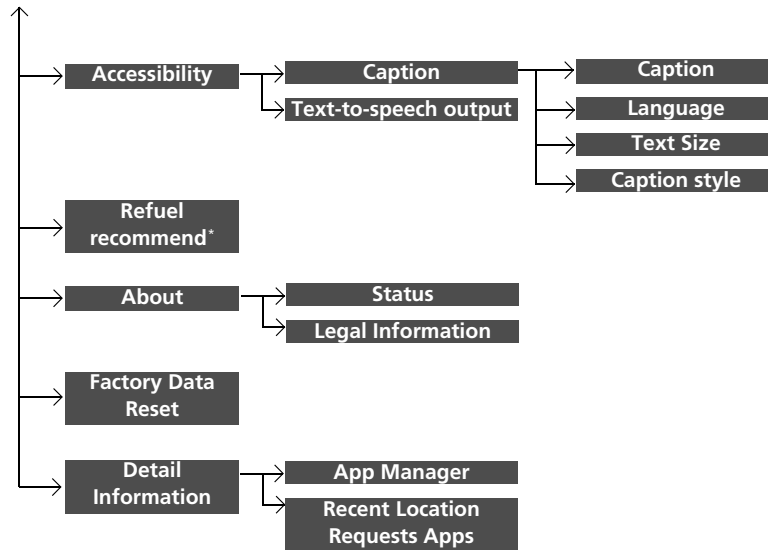 Accessibility
Caption
Caption
Text-to-speech output
Language
Text Size
Caption style
Refuel
recommend*
About
Status
Legal Information
Factory Data
Reset
Detail
Information
App Manager
Recent Location
Requests Apps